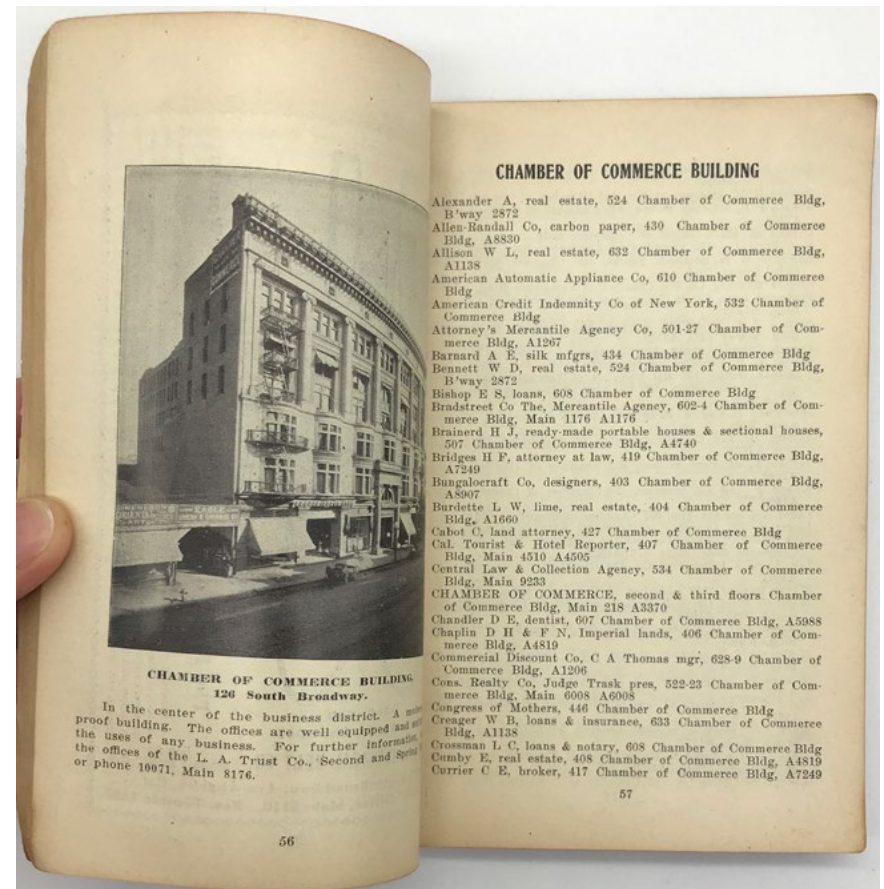 CHAMBER OF COMMERCE BUILDING.
126 South Broadway.
In the center of the business district. A
proof building. The offices are well equipped and
the uses of any business. For further information,
the offices of the L. A. Trust Co., Second and Spring
or phone 10071, Main 8176.
56
CHAMBER OF COMMERCE BUILDING
Alexander A, real estate, 524 Chamber of Commerce Bldg,
B'way 2872
Allen-Randall Co, carbon paper, 430 Chamber of Commerce
Bldg, A8830
Allison W L, real estate, 632 Chamber of Commerce Bldg,
A1138
American Automatic Appliance Co, 610 Chamber of Commerce
Bldg
American Credit Indemnity Co of New York, 532 Chamber of
Commerce Bldg
Attorney's Mercantile Agency Co, 501-27 Chamber of Com-
merce Bldg, A1267
Barnard A E, silk mfgrs, 434 Chamber of Commerce Bldg
Bennett W D, real estate, 524 Chamber of Commerce Bldg,
B'way 2872
Bishop E S, loans, 608 Chamber of Commerce Bldg
Bradstreet Co The, Mercantile Agency, 602-4 Chamber of Com-
merce Bldg, Main 1176 A1176
Brainerd H J, ready-made portable houses & sectional houses,
507 Chamber of Commerce Bldg, A4740
Bridges H F, attorney at law, 419 Chamber of Commerce Bldg,
A7249
Bungalocraft Co, designers, 403 Chamber of Commerce Bldg,
A8907
Burdette L W, lime, real estate, 404 Chamber of Commerce
Bldg, A1660
Cabot C, land attorney, 427 Chamber of Commerce Bldg
Cal. Tourist & Hotel Reporter, 407 Chamber of Commerce
Bldg, Main 4510 A4505
Central Law & Collection Agency, 534 Chamber of Commerce
Bldg, Main 9233
CHAMBER OF COMMERCE, second & third floors Chamber
of Commerce Bldg, Main 218 A3370
Chandler D E, dentist, 607 Chamber of Commerce Bldg, A5988
Chaplin D H & F N, Imperial lands, 406 Chamber of Com-
merce Bldg, A4819
Commercial Discount Co, C A Thomas mgr, 628-9 Chamber of
Commerce Bldg, A1206
Cons. Realty Co, Judge Trask pres, 522-23 Chamber of Com-
merce Bldg, Main 6008 A6008
Congress of Mothers, 446 Chamber of Commerce Bldg
Creager W B, loans & insurance, 633 Chamber of Commerce
Bldg, A1138
Crossman L C, loans & notary, 608 Chamber of Commerce Bldg
Cumby E, real estate, 408 Chamber of Commerce Bldg, A4819
Currier C E, broker, 417 Chamber of Commerce Bldg, A7249
57